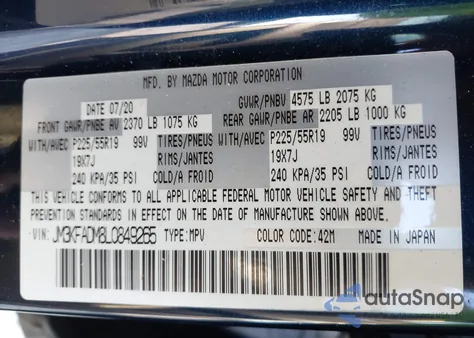 MFD. BY MAZDA MOTOR CORPORATION
DATE 07/20 GVWR/PNBV 4575 LB 2075 KG
FRONT GAWR/PNBE AV 2370 LB 1075 KG REAR GAWR/PNBE AR 2205 LB 1000 KG
WITH/AVEC P225/55R19 99V TIRES/PNEUS WITH/AVEC P225/55R19 99V TIRES/PNEUS
19X7J RIMS/JANTES 19X7J RIMS/JANTES
240 KPA/35 PSI COLD/A FROID 240 KPA/35 PSI COLD/A FROID
THIS VEHICLE CONFORMS TO ALL APPLICABLE FEDERAL MOTOR VEHICLE SAFETY AND THEFT
PREVENTION STANDARDS IN EFFECT ON THE DATE OF MANUFACTURE SHOWN ABOVE.
VIN: JM3KFADM8L0849265 TYPE:MPV COLOR CODE:42M MADE IN JAPAN
autoSnap